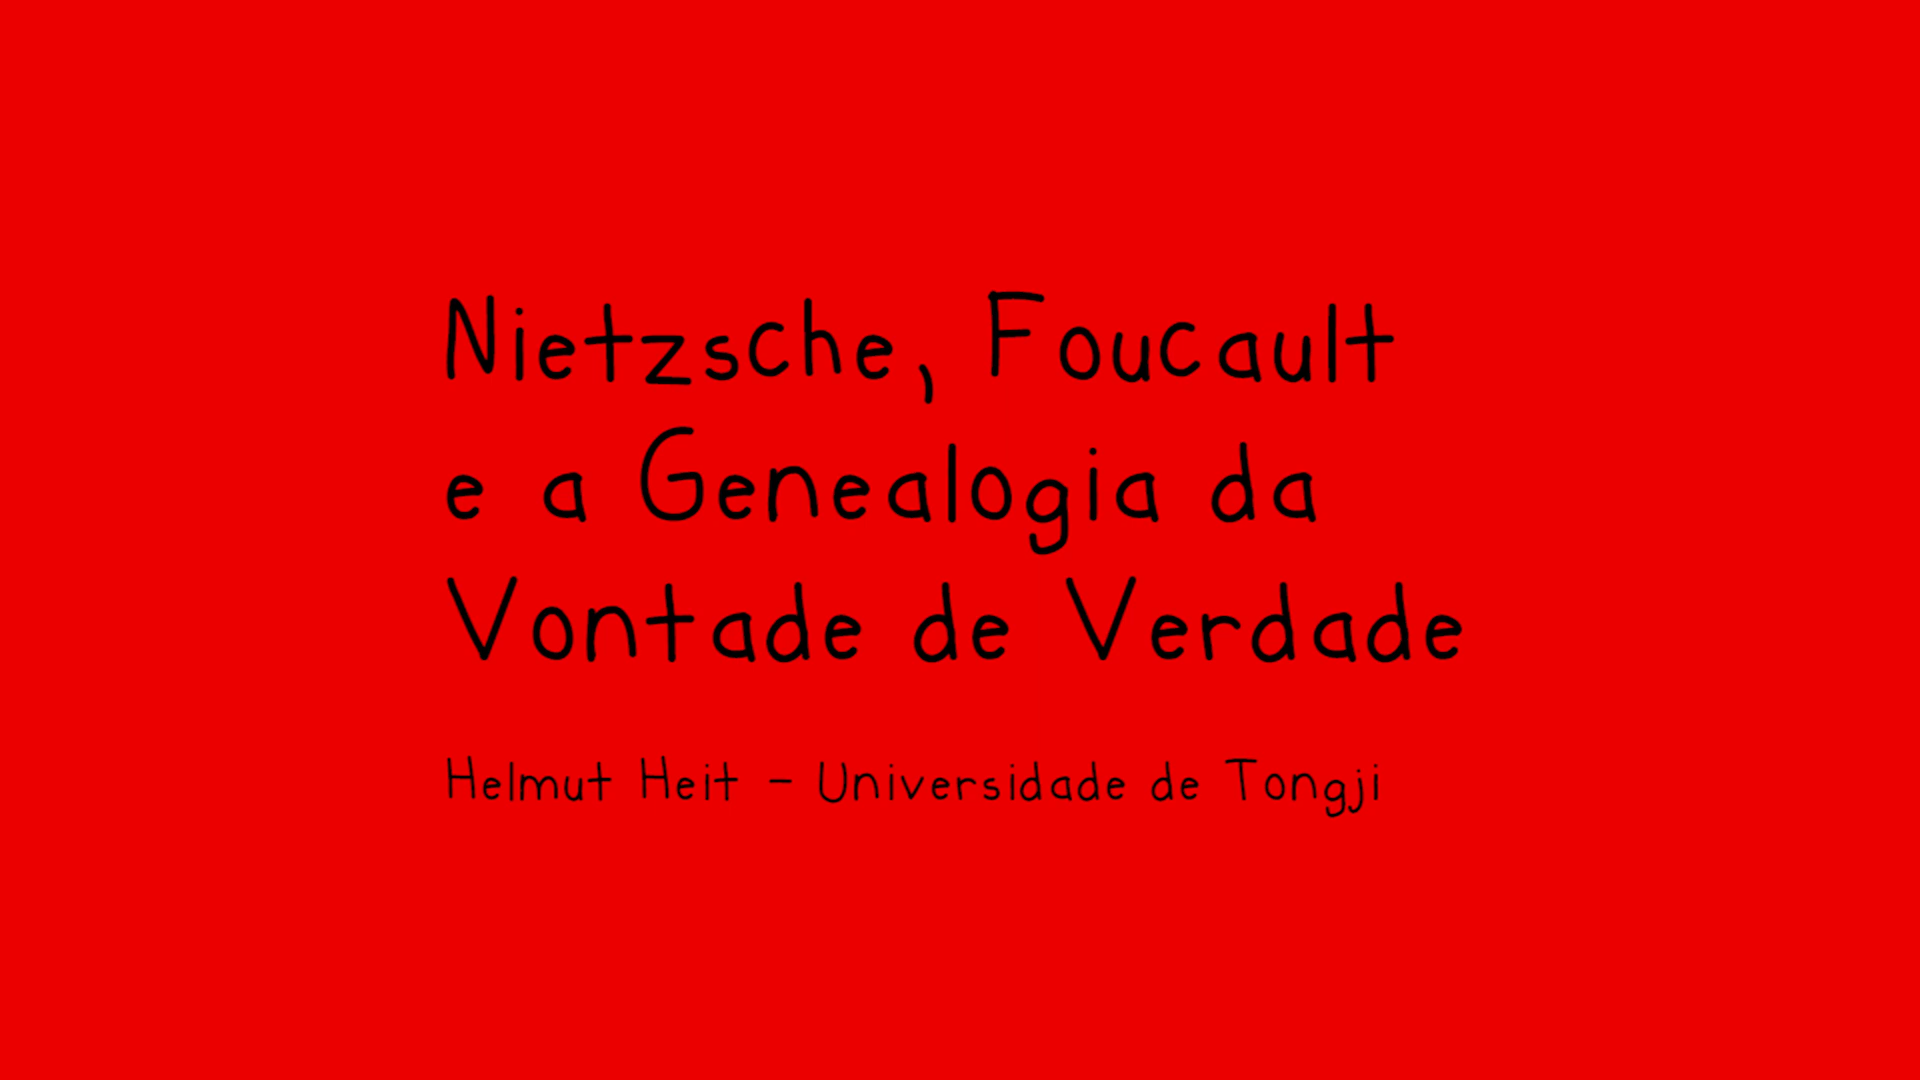 Nietzsche, Foucault
e a Genealogia da
Vontade de Verdade
Helmut Heit - Universidade de Tongji